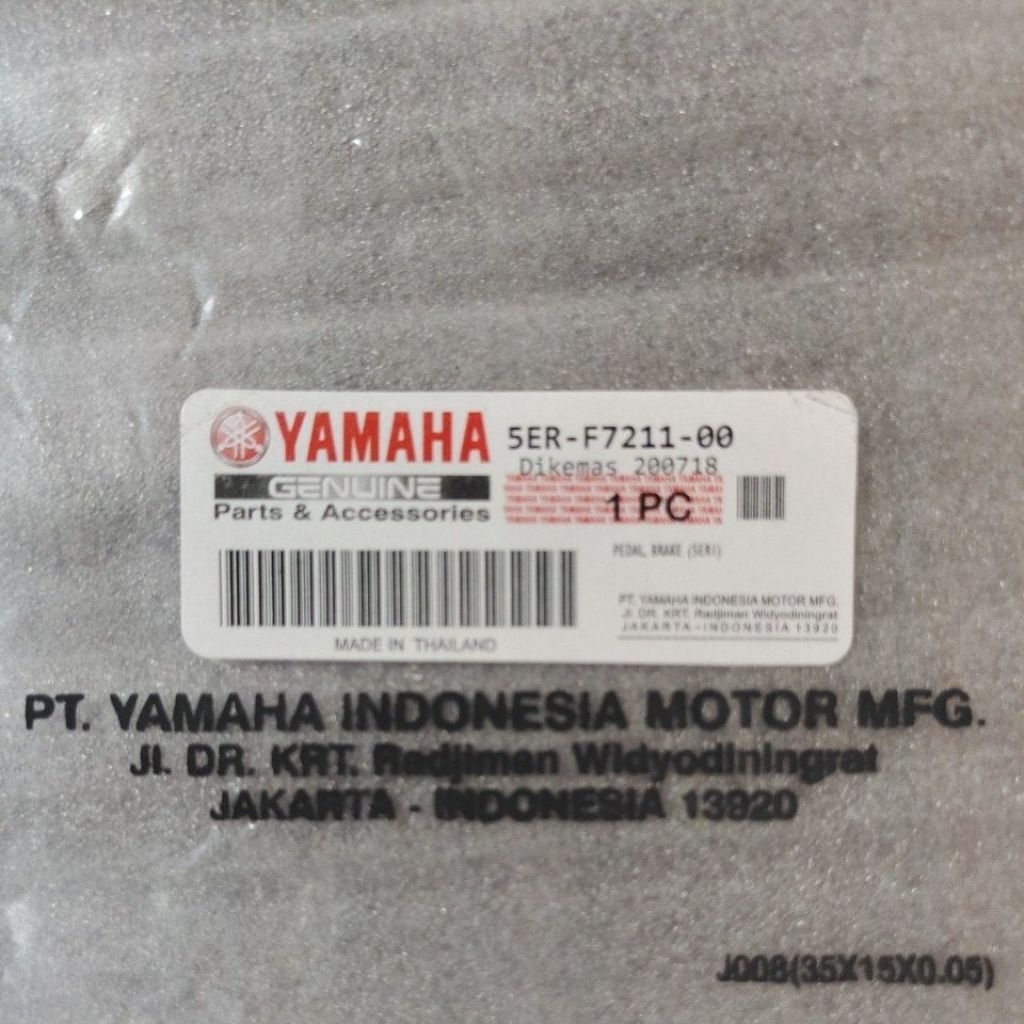 YAMAHA
GENUINE
Parts & Accessories
5ER-F7211-00
Dikemas 200718
1 PC
PEDAL, BRAKE (5ER1)
MADE IN THAILAND
PT. YAMAHA INDONESIA MOTOR MFG.
Jl. DR. KRT. Radjiman Widyodiningrat
JAKARTA-INDONESIA 13920
PT. YAMAHA INDONESIA MOTOR MFG.
Jl. DR. KRT. Radjiman Widyodiningrat
JAKARTA - INDONESIA 13920
J008(35X15X0.05)